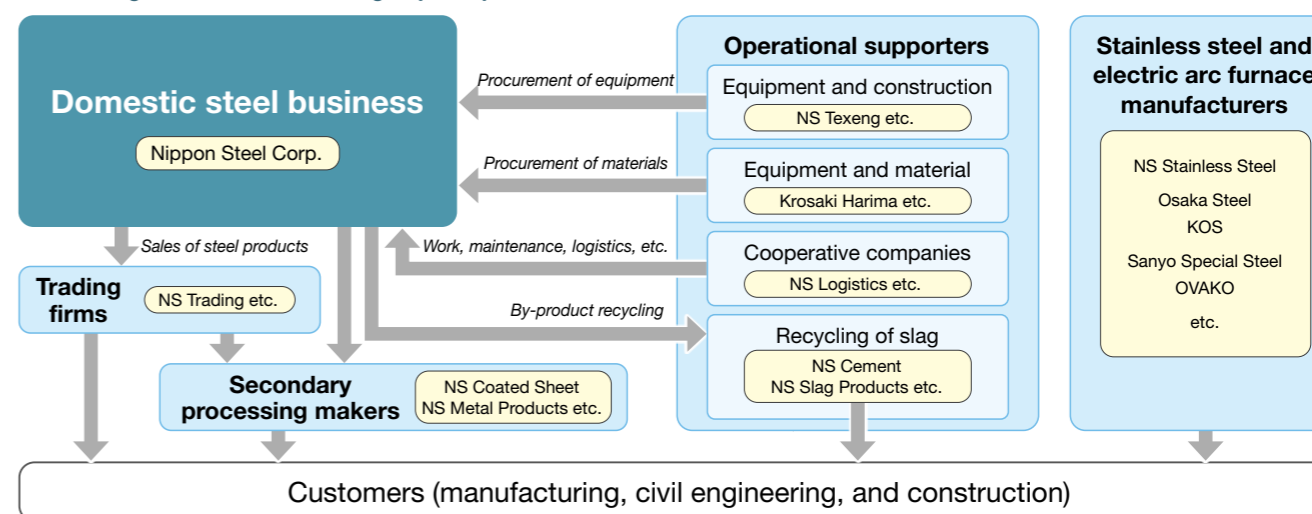 Domestic steel business
Nippon Steel Corp.
Procurement of equipment
Procurement of materials
Work, maintenance, logistics, etc.
By-product recycling
Sales of steel products
Trading
firms
NS Trading etc.
Secondary
processing makers
NS Coated Sheet
NS Metal Products etc.
Operational supporters
Equipment and construction
NS Texeng etc.
Equipment and material
Krosaki Harima etc.
Cooperative companies
NS Logistics etc.
Recycling of slag
NS Cement
NS Slag Products etc.
Stainless steel and
electric arc furnace
manufacturers
NS Stainless Steel
Osaka Steel
KOS
Sanyo Special Steel
OVAKO
etc.
Customers (manufacturing, civil engineering, and construction)